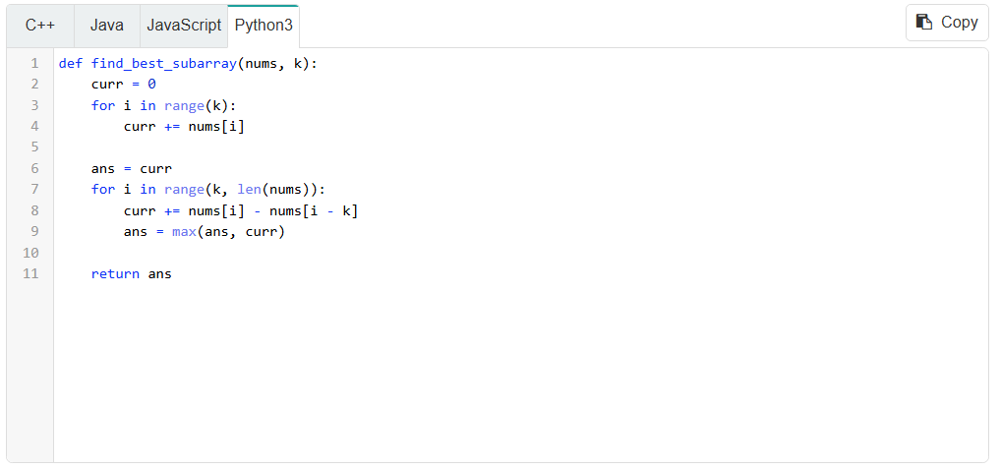 C++ Java JavaScript Python3 Copy
1 def find_best_subarray(nums, k):
2     curr = 0
3     for i in range(k):
4         curr += nums[i]
5
6     ans = curr
7     for i in range(k, len(nums)):
8         curr += nums[i] - nums[i - k]
9         ans = max(ans, curr)
10
11     return ans